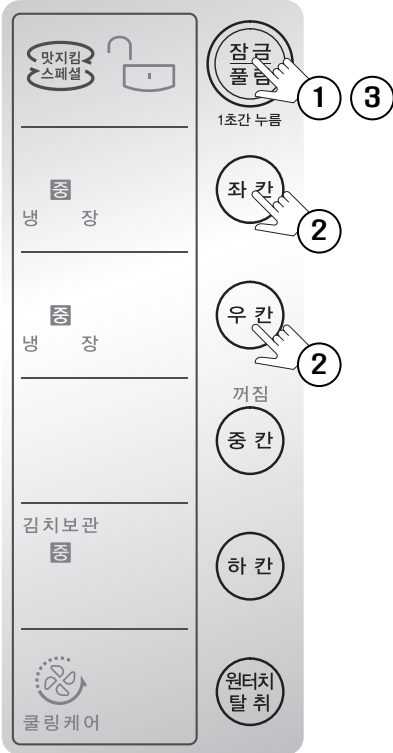 맛지킴
스페셜
잠금
풀림
1초간 누름
① ③
중
냉 장
좌 칸
②
중
냉 장
우 칸
②
꺼짐
중 칸
김치보관
중
하 칸
쿨링케어
원터치
탈 취